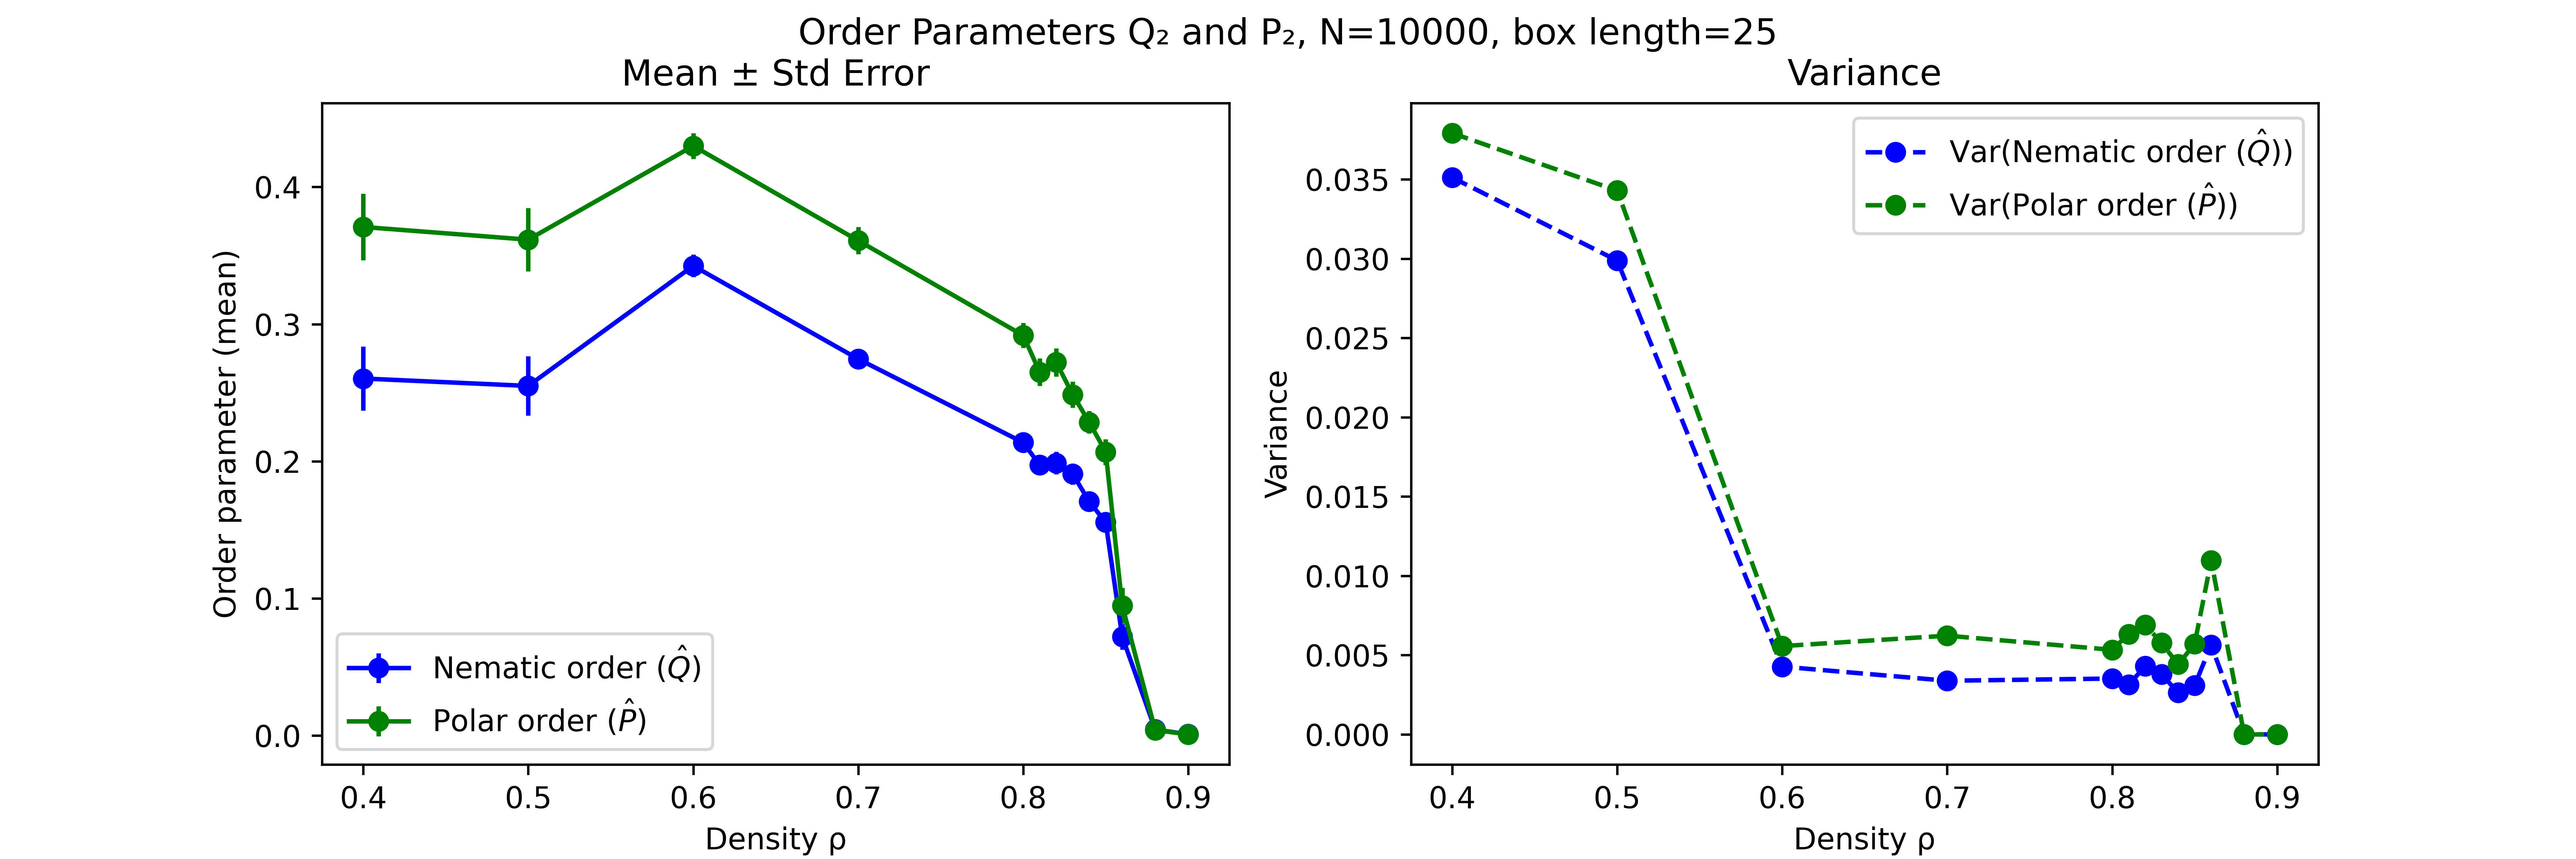 Order Parameters Q₂ and P₂, N=10000, box length=25
Mean ± Std Error
Order parameter (mean)
0.4
0.3
0.2
0.1
0.0
Nematic order (Q̂)
Polar order (P̂)
0.4 0.5 0.6 0.7 0.8 0.9
Density ρ
Variance
Variance
0.035
0.030
0.025
0.020
0.015
0.010
0.005
0.000
Var(Nematic order (Q̂))
Var(Polar order (P̂))
0.4 0.5 0.6 0.7 0.8 0.9
Density ρ